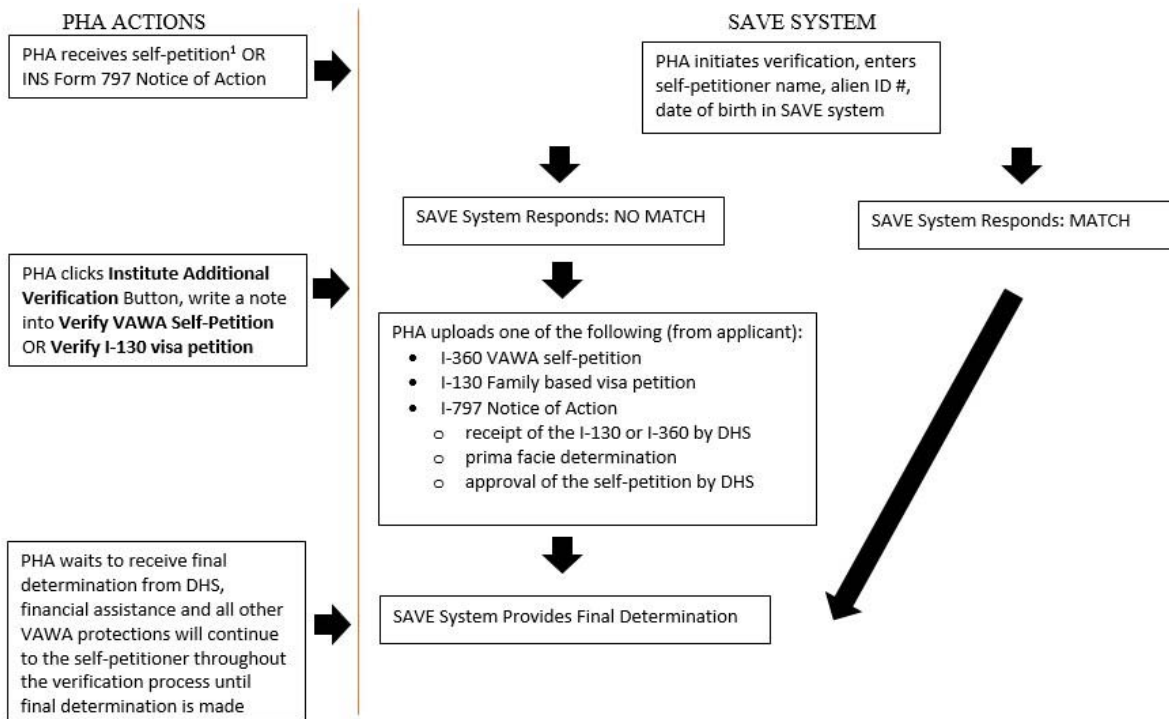 PHA ACTIONS
PHA receives self-petition¹ OR
INS Form 797 Notice of Action
PHA clicks Institute Additional
Verification Button, write a note
into Verify VAWA Self-Petition
OR Verify I-130 visa petition
PHA waits to receive final
determination from DHS,
financial assistance and all other
VAWA protections will continue
to the self-petitioner throughout
the verification process until
final determination is made
SAVE SYSTEM
PHA initiates verification, enters
self-petitioner name, alien ID #,
date of birth in SAVE system
SAVE System Responds: NO MATCH
SAVE System Responds: MATCH
PHA uploads one of the following (from applicant):
• I-360 VAWA self-petition
• I-130 Family based visa petition
• I-797 Notice of Action
o receipt of the I-130 or I-360 by DHS
o prima facie determination
o approval of the self-petition by DHS
SAVE System Provides Final Determination